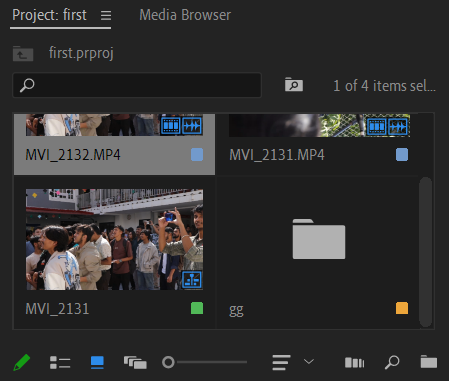 Project: first Media Browser
first.prproj
1 of 4 items sel...
MVI_2132.MP4 MVI_2131.MP4
MVI_2131 gg